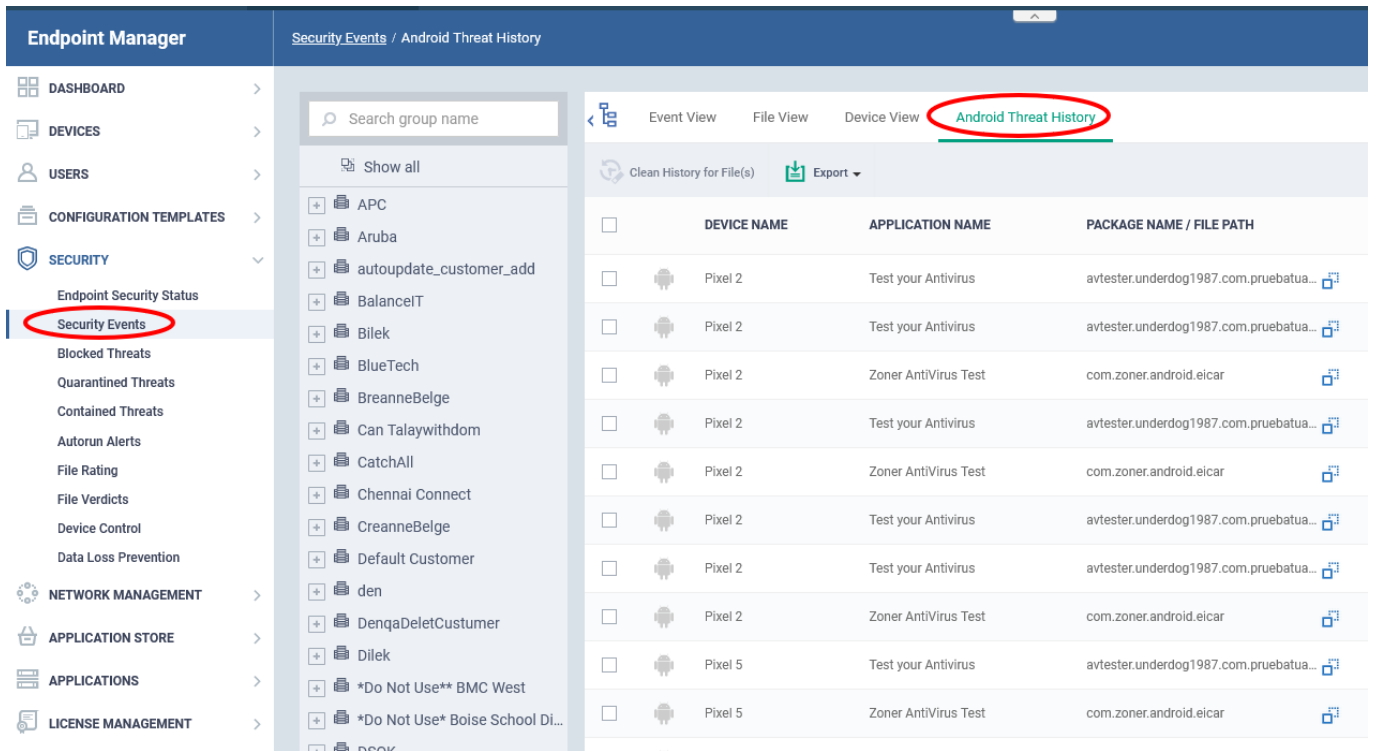 Endpoint Manager
Security Events / Android Threat History
DASHBOARD
DEVICES
USERS
CONFIGURATION TEMPLATES
SECURITY
Endpoint Security Status
Security Events
Blocked Threats
Quarantined Threats
Contained Threats
Autorun Alerts
File Rating
File Verdicts
Device Control
Data Loss Prevention
NETWORK MANAGEMENT
APPLICATION STORE
APPLICATIONS
LICENSE MANAGEMENT
Search group name
Show all
APC
Aruba
autoupdate_customer_add
BalanceIT
Bilek
BlueTech
BreanneBelge
Can Talaywithdom
CatchAll
Chennai Connect
CreanneBelge
Default Customer
den
DenqaDeletCustumer
Dilek
*Do Not Use** BMC West
*Do Not Use* Boise School Di...
Event View File View Device View Android Threat History
Clean History for File(s) Export
DEVICE NAME APPLICATION NAME PACKAGE NAME / FILE PATH
Pixel 2 Test your Antivirus avtester.underdog1987.com.pruebatua...
Pixel 2 Test your Antivirus avtester.underdog1987.com.pruebatua...
Pixel 2 Zoner AntiVirus Test com.zoner.android.eicar
Pixel 2 Test your Antivirus avtester.underdog1987.com.pruebatua...
Pixel 2 Zoner AntiVirus Test com.zoner.android.eicar
Pixel 2 Test your Antivirus avtester.underdog1987.com.pruebatua...
Pixel 2 Test your Antivirus avtester.underdog1987.com.pruebatua...
Pixel 2 Zoner AntiVirus Test com.zoner.android.eicar
Pixel 5 Test your Antivirus avtester.underdog1987.com.pruebatua...
Pixel 5 Zoner AntiVirus Test com.zoner.android.eicar